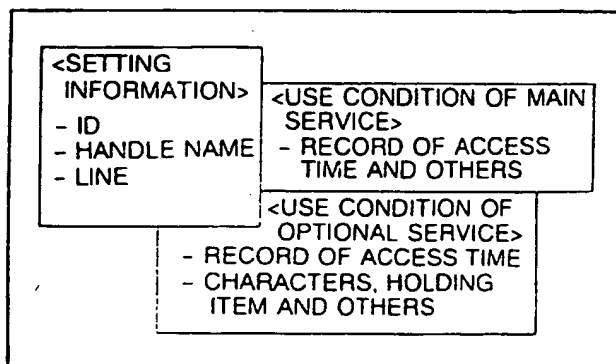 <SETTING
INFORMATION>
- ID
- HANDLE NAME
- LINE
<USE CONDITION OF MAIN
SERVICE>
- RECORD OF ACCESS
TIME AND OTHERS
<USE CONDITION OF
OPTIONAL SERVICE>
- RECORD OF ACCESS TIME
- CHARACTERS, HOLDING
ITEM AND OTHERS